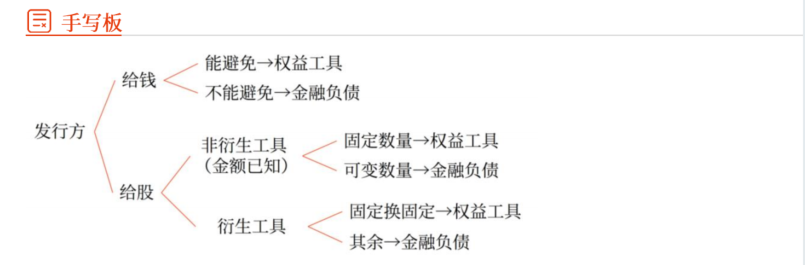 手写板
能避免→权益工具
给钱
不能避免→金融负债
发行方
非衍生工具
(金额已知)
固定数量→权益工具
可变数量→金融负债
给股
固定换固定→权益工具
衍生工具
其余→金融负债